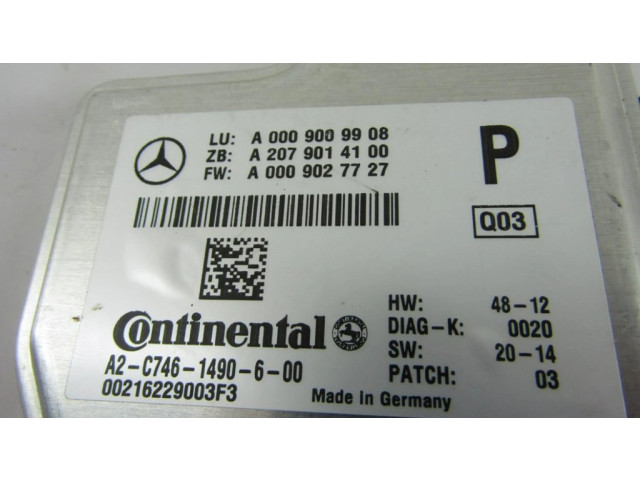 LU: A 000 900 99 08
ZB: A 207 901 41 00
FW: A 000 902 77 27
P
Q03
Continental
HW: 48-12
DIAG-K: 0020
SW: 20-14
PATCH: 03
A2-C746-1490-6-00
00216229003F3
Made in Germany